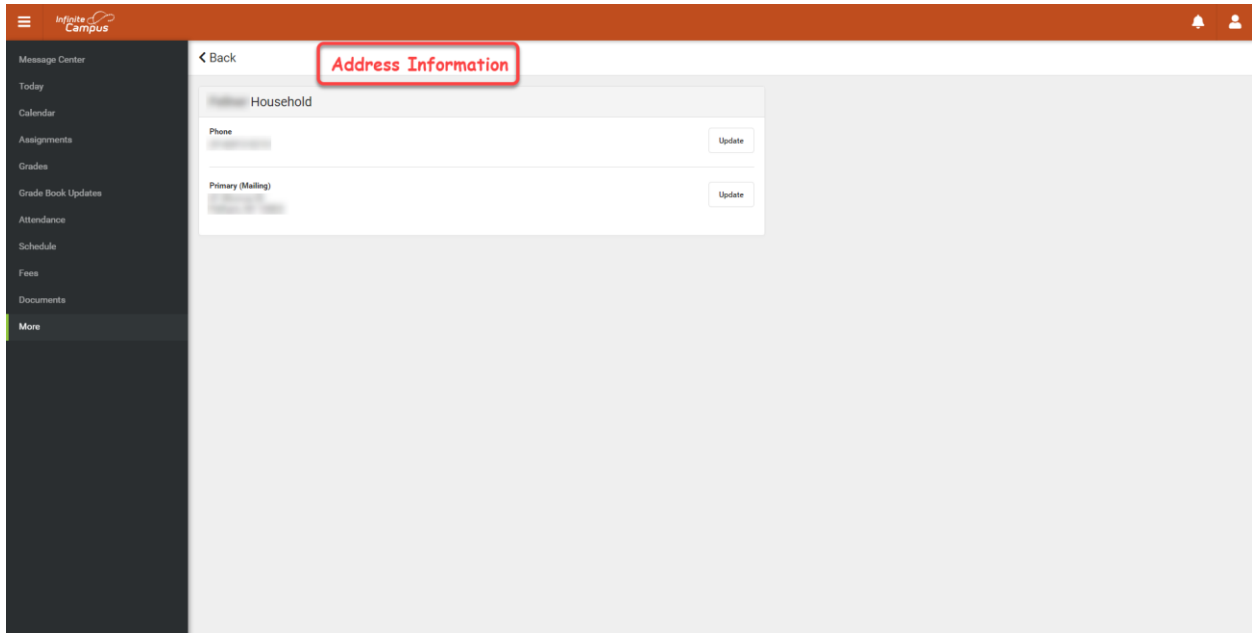 Infinite
Campus
Message Center
Today
Calendar
Assignments
Grades
Grade Book Updates
Attendance
Schedule
Fees
Documents
More
Back
Address Information
Household
Phone
Update
Primary (Mailing)
Update